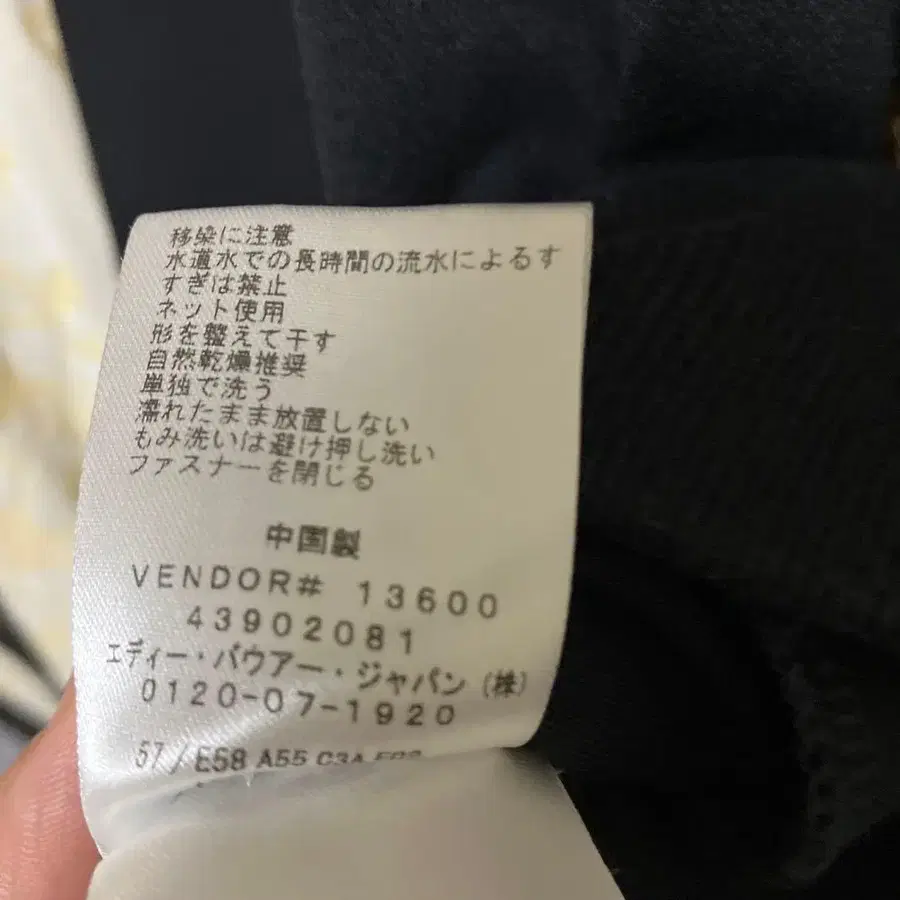 移染に注意
水道水での長時間の流水によるす
すぎは禁止
ネット使用
形を整えて干す
自然乾燥推奨
単独で洗う
濡れたまま放置しない
もみ洗いは避け押し洗い
ファスナーを閉じる
中国製
VENDOR# 13600
43902081
エディー・バウアー・ジャパン(株)
0120-07-1920
57/E58 A55 C3A